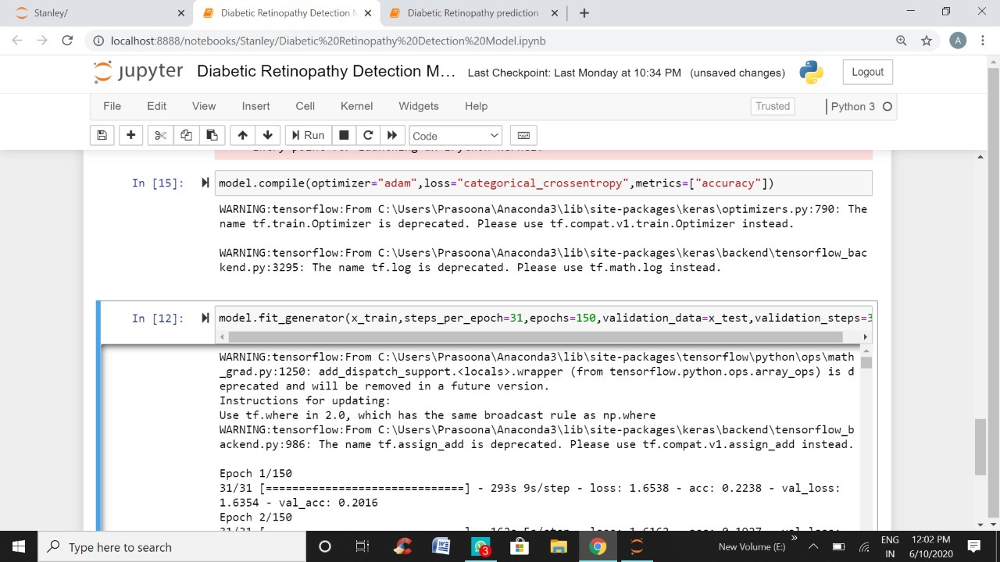 Stanley/
Diabetic Retinopathy Detection M
Diabetic Retinopathy prediction
localhost:8888/notebooks/Stanley/Diabetic%20Retinopathy%20Detection%20Model.ipynb
A
jupyter Diabetic Retinopathy Detection M... Last Checkpoint: Last Monday at 10:34 PM (unsaved changes)
Logout
File Edit View Insert Cell Kernel Widgets Help
Trusted
Python 3
Run
Code
In [15]:
model.compile(optimizer="adam",loss="categorical_crossentropy",metrics=["accuracy"])
WARNING:tensorflow:From C:\Users\Prasoona\Anaconda3\lib\site-packages\keras\optimizers.py:790: The
name tf.train.Optimizer is deprecated. Please use tf.compat.v1.train.Optimizer instead.
WARNING:tensorflow:From C:\Users\Prasoona\Anaconda3\lib\site-packages\keras\backend\tensorflow_bac
kend.py:3295: The name tf.log is deprecated. Please use tf.math.log instead.
In [12]:
model.fit_generator(x_train,steps_per_epoch=31,epochs=150,validation_data=x_test,validation_steps=3
WARNING:tensorflow:From C:\Users\Prasoona\Anaconda3\lib\site-packages\tensorflow\python\ops\math
_grad.py:1250: add_dispatch_support.<locals>.wrapper (from tensorflow.python.ops.array_ops) is d
eprecated and will be removed in a future version.
Instructions for updating:
Use tf.where in 2.0, which has the same broadcast rule as np.where
WARNING:tensorflow:From C:\Users\Prasoona\Anaconda3\lib\site-packages\keras\backend\tensorflow_b
ackend.py:986: The name tf.assign_add is deprecated. Please use tf.compat.v1.assign_add instead.
Epoch 1/150
31/31 [==============================] - 293s 9s/step - loss: 1.6538 - acc: 0.2238 - val_loss:
1.6354 - val_acc: 0.2016
Epoch 2/150
Type here to search
3
New Volume (E:)
ENG
IN
12:02 PM
6/10/2020